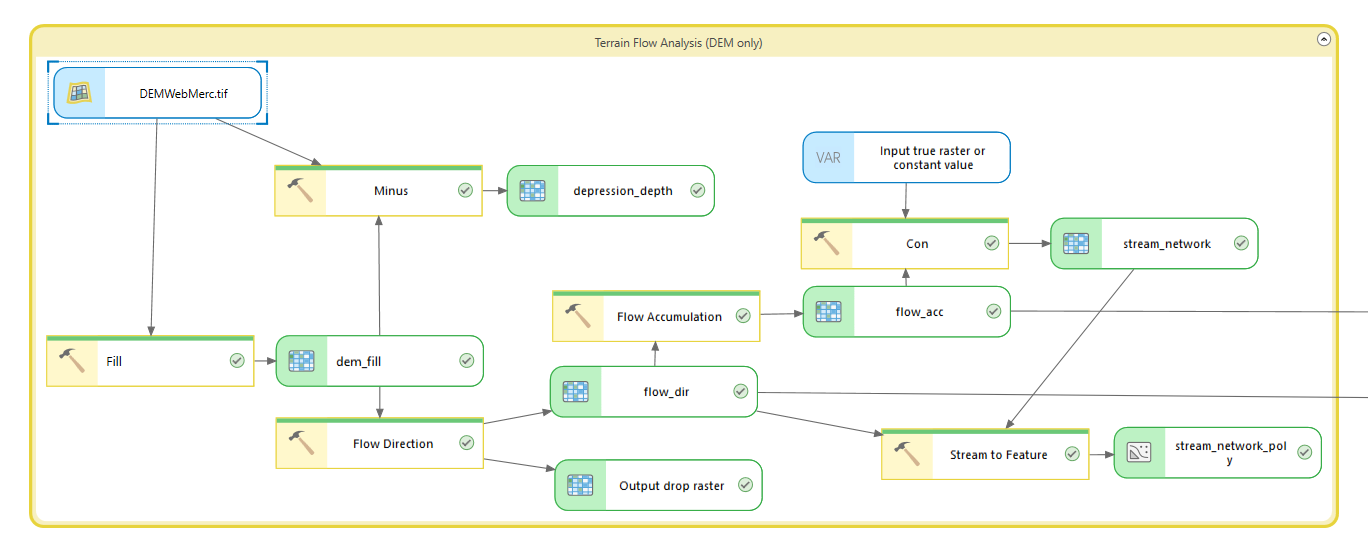 Terrain Flow Analysis (DEM only)
DEMWebMerc.tif
Minus
depression_depth
VAR
Input true raster or
constant value
Con
stream_network
Flow Accumulation
flow_acc
Fill
dem_fill
flow_dir
Flow Direction
Stream to Feature
stream_network_pol
y
Output drop raster